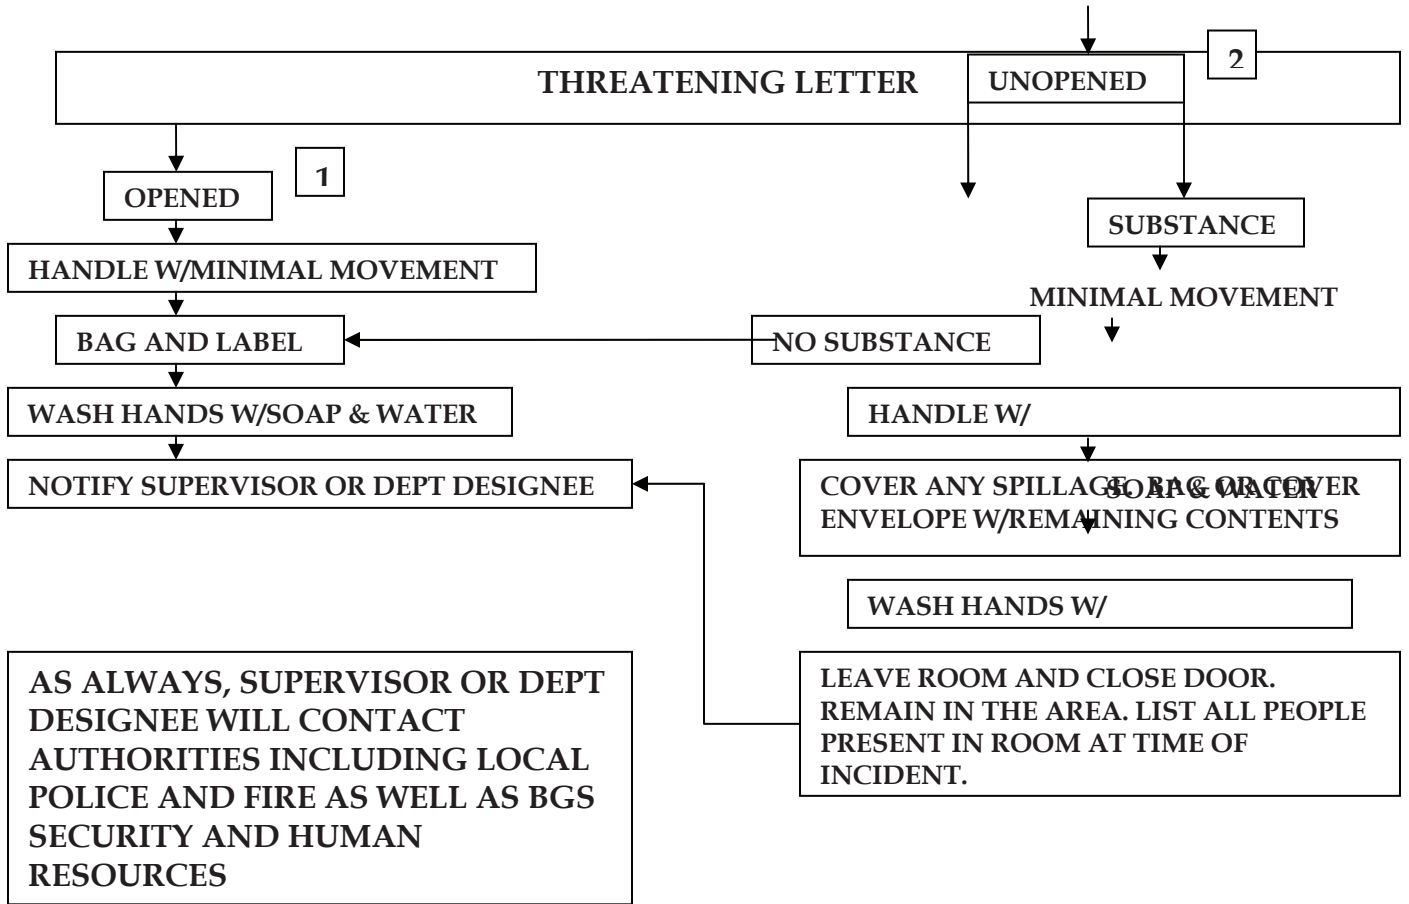 THREATENING LETTER
UNOPENED
2
1
OPENED
SUBSTANCE
HANDLE W/MINIMAL MOVEMENT
MINIMAL MOVEMENT
BAG AND LABEL
NO SUBSTANCE
WASH HANDS W/SOAP & WATER
HANDLE W/
NOTIFY SUPERVISOR OR DEPT DESIGNEE
COVER ANY SPILLAGE. BAG OR COVER
ENVELOPE W/REMAINING CONTENTS
SOAP & WATER
WASH HANDS W/
AS ALWAYS, SUPERVISOR OR DEPT
DESIGNEE WILL CONTACT
AUTHORITIES INCLUDING LOCAL
POLICE AND FIRE AS WELL AS BGS
SECURITY AND HUMAN
RESOURCES
LEAVE ROOM AND CLOSE DOOR.
REMAIN IN THE AREA. LIST ALL PEOPLE
PRESENT IN ROOM AT TIME OF
INCIDENT.